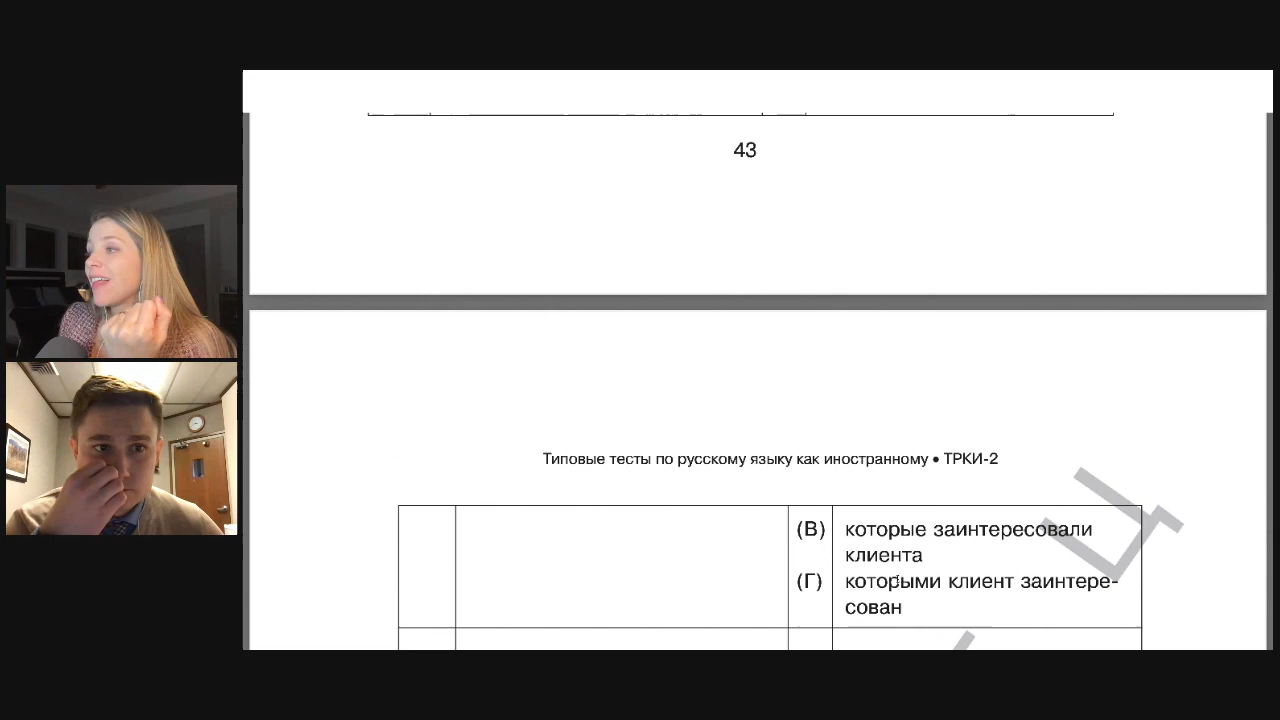 43
Типовые тесты по русскому языку как иностранному • ТРКИ-2
(В) которые заинтересовали
клиента
(Г) которыми клиент заинтере-
сован
Ц